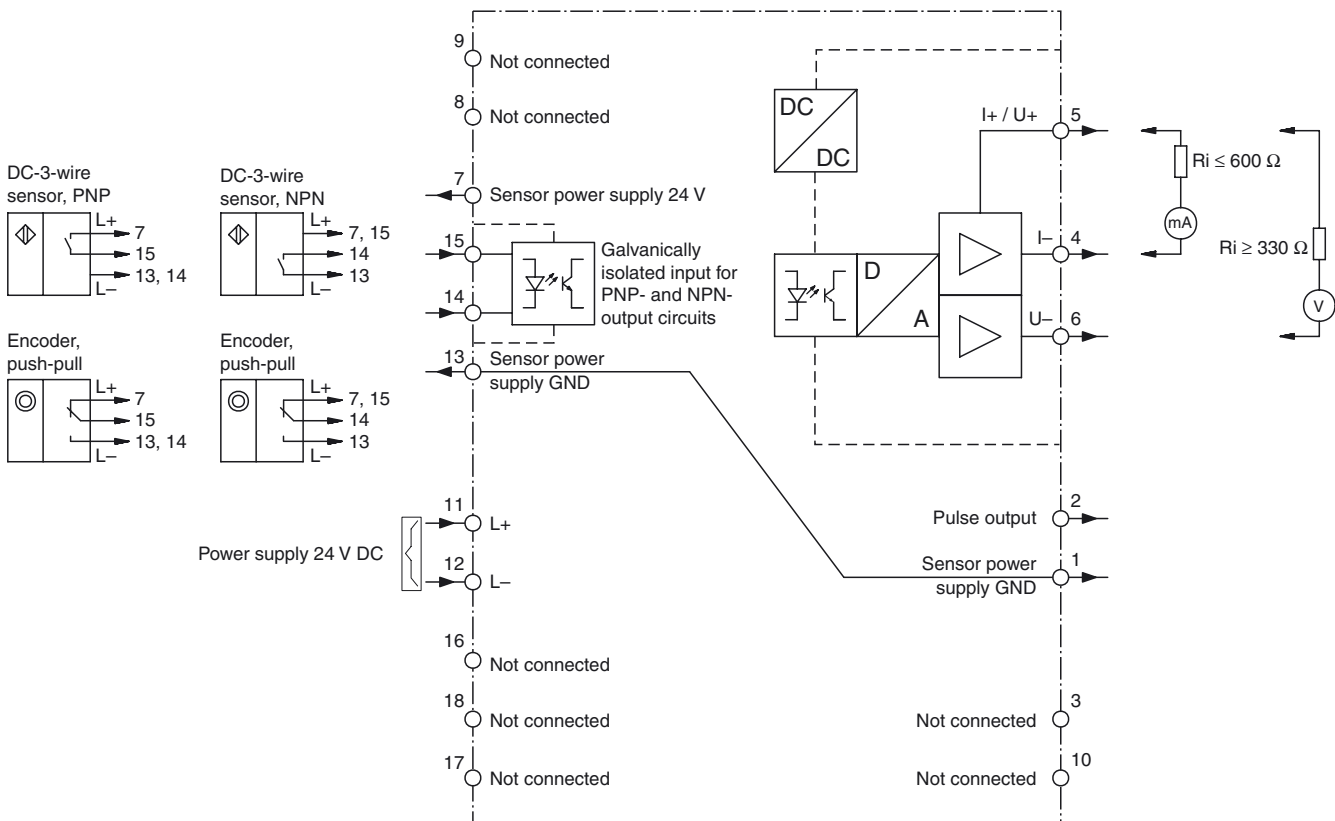 9
Not connected
8
Not connected
7
Sensor power supply 24 V
15
14
Galvanically
isolated input for
PNP- and NPN-
output circuits
13
Sensor power
supply GND
11
L+
Power supply 24 V DC
12
L–
16
Not connected
18
Not connected
17
Not connected
DC-3-wire
sensor, PNP
L+
7
15
13, 14
L–
DC-3-wire
sensor, NPN
L+
7, 15
14
13
L–
Encoder,
push-pull
L+
7
15
13, 14
L–
Encoder,
push-pull
L+
7, 15
14
13
L–
DC
DC
D
A
I+ / U+
5
I–
4
U–
6
Ri ≤ 600 Ω
mA
Ri ≥ 330 Ω
V
Pulse output
2
Sensor power
supply GND
1
Not connected
3
Not connected
10